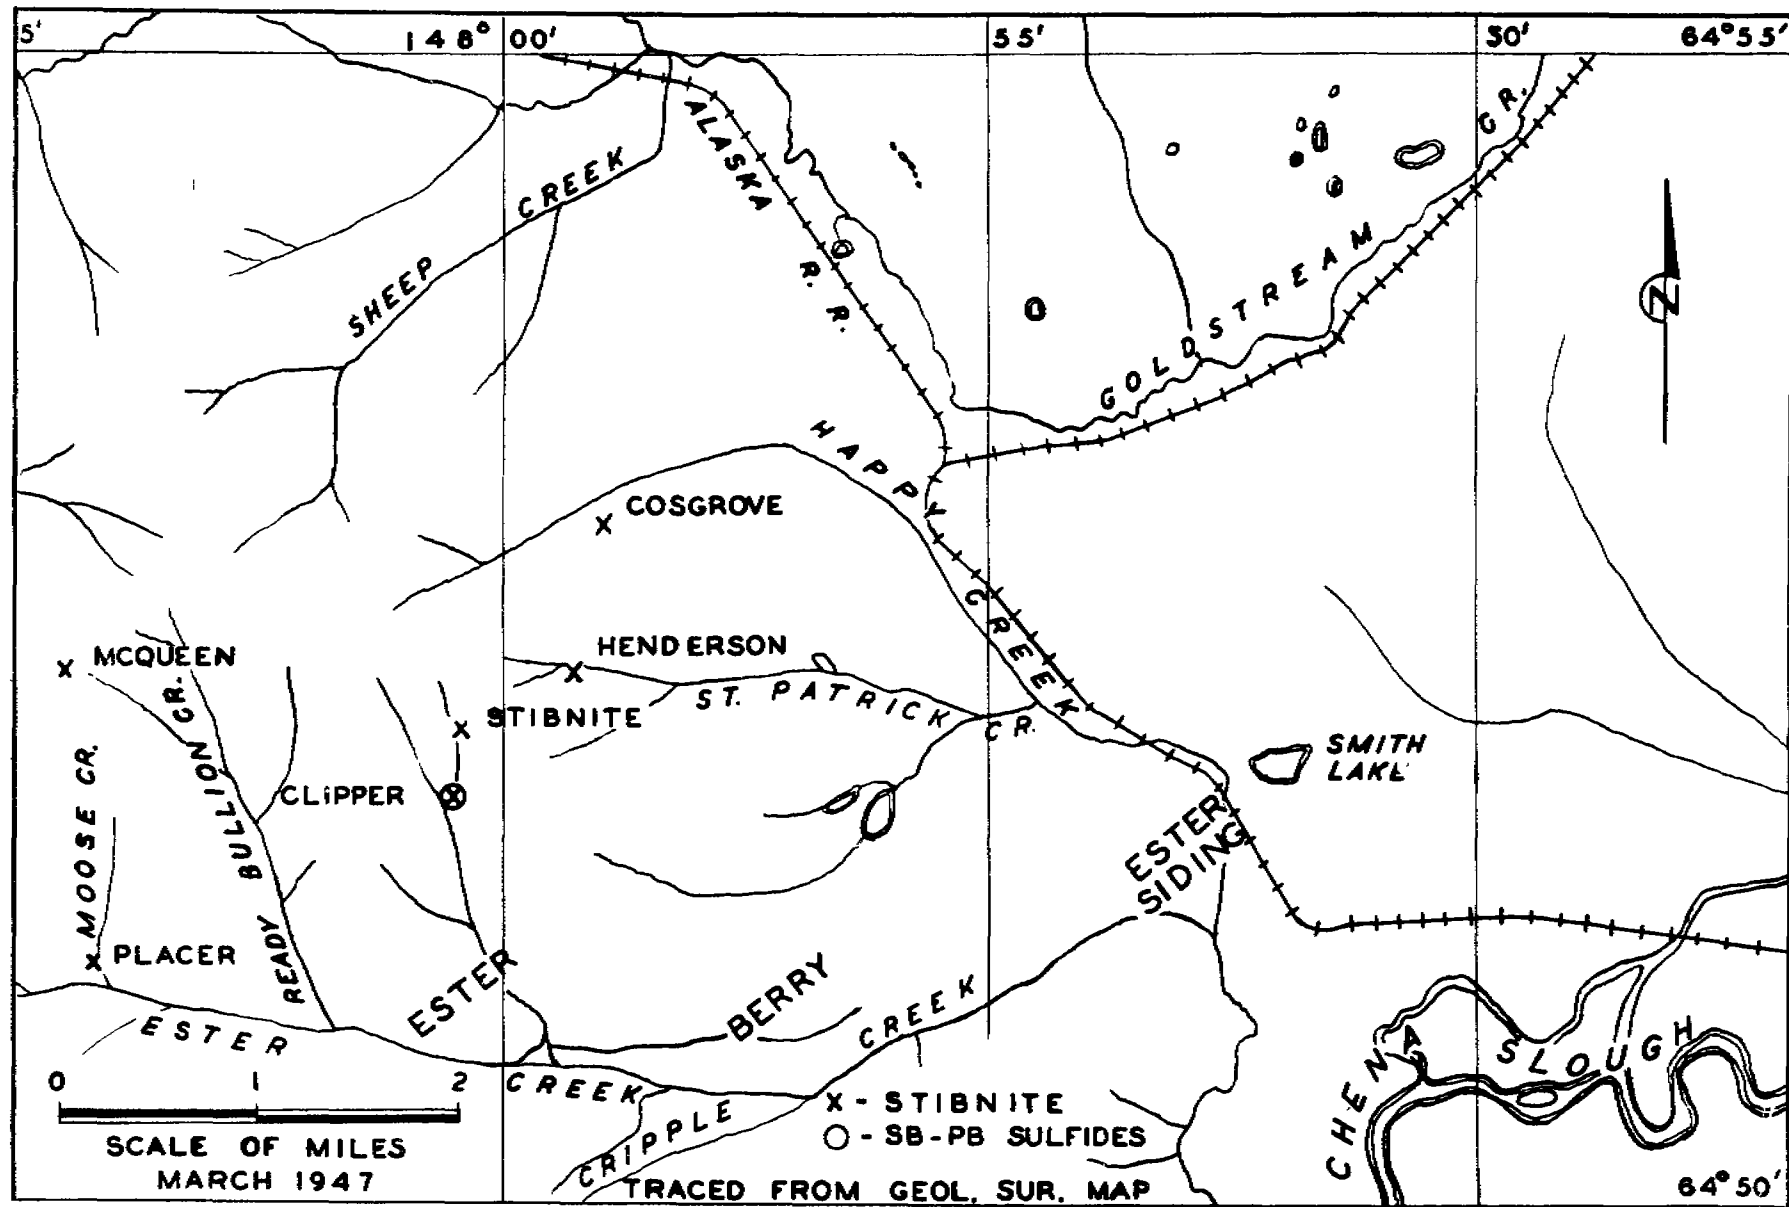 5'
148° 00'
55'
50'
64°55'
ALASKA R. R.
SHEEP CREEK
GOLDSTREAM CR.
N
HAPPY CREEK
COSGROVE
HENDERSON
MCQUEEN
ST. PATRICK CR.
STIBNITE
CLIPPER
READY BULLION CR.
MOOSE CR.
SMITH
LAKE
ESTER
SIDING
PLACER
ESTER
BERRY
ESTER CREEK
CRIPPLE CREEK
CHENA SLOUGH
0 1 2
SCALE OF MILES
MARCH 1947
X - STIBNITE
O - SB-PB SULFIDES
TRACED FROM GEOL. SUR. MAP
64° 50'